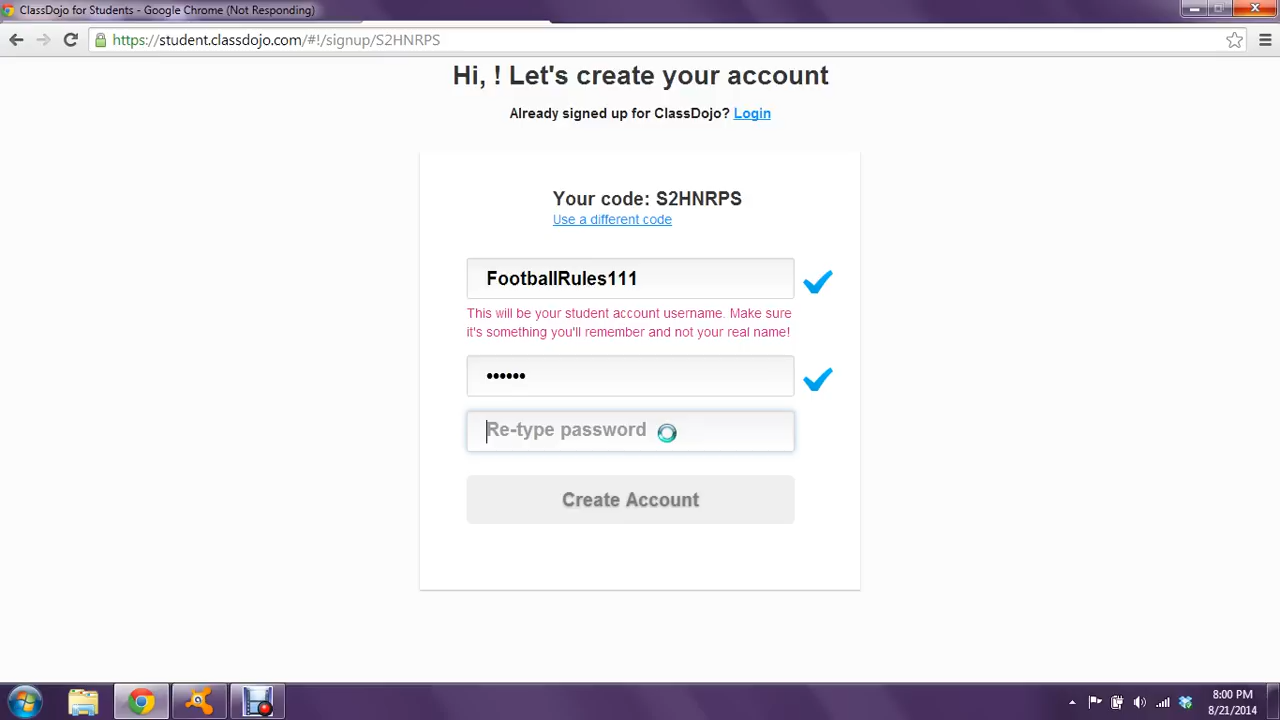 ClassDojo for Students - Google Chrome (Not Responding)
https://student.classdojo.com/#!/signup/S2HNRPS
Hi, ! Let's create your account
Already signed up for ClassDojo? Login
Your code: S2HNRPS
Use a different code
FootballRules111
This will be your student account username. Make sure
it's something you'll remember and not your real name!
••••••
Re-type password
Create Account
8:00 PM
8/21/2014